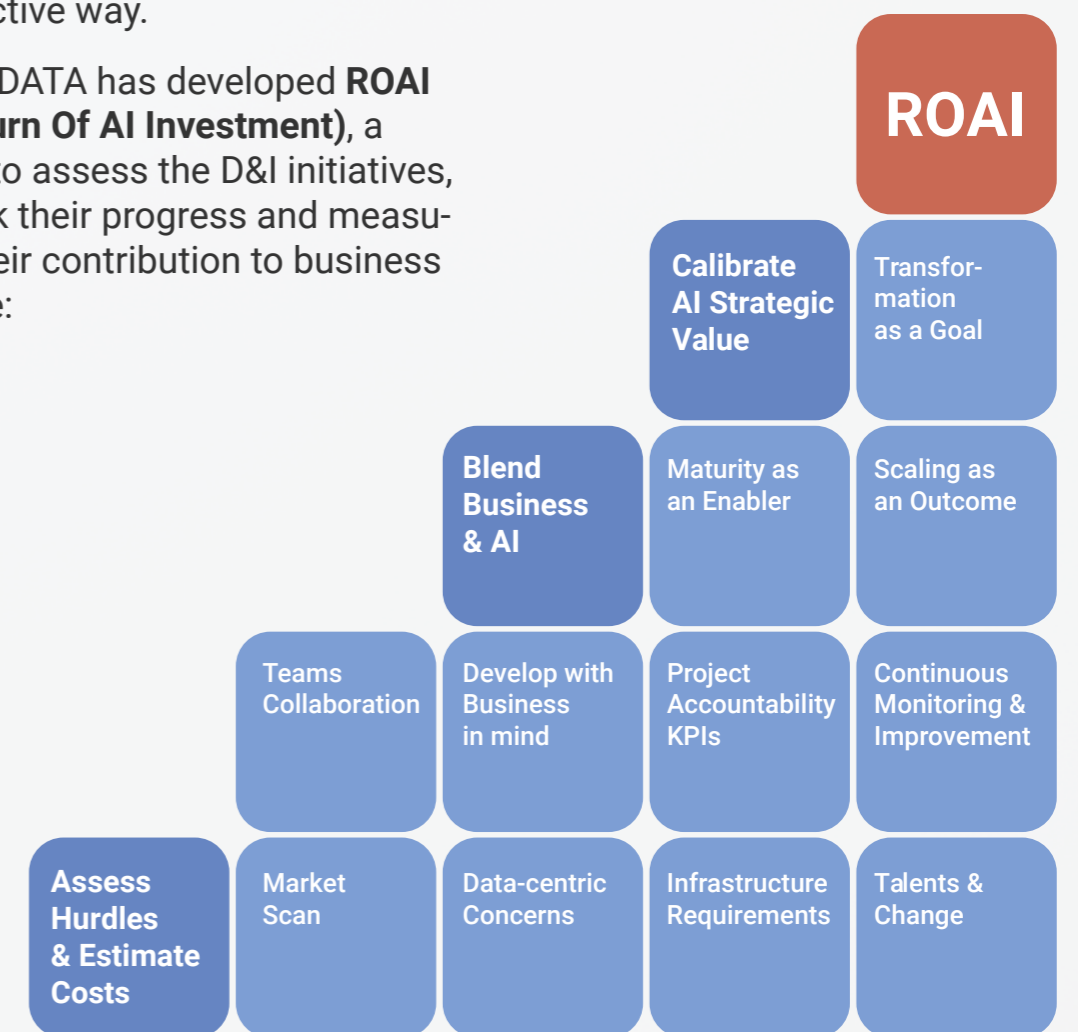 ctive way.
DATA has developed ROAI
urn Of AI Investment), a
to assess the D&I initiatives,
k their progress and measu-
eir contribution to business
e:
ROAI
Calibrate
AI Strategic
Value
Transfor-
mation
as a Goal
Blend
Business
& AI
Maturity as
an Enabler
Scaling as
an Outcome
Teams
Collaboration
Develop with
Business
in mind
Project
Accountability
KPIs
Continuous
Monitoring &
Improvement
Assess
Hurdles
& Estimate
Costs
Market
Scan
Data-centric
Concerns
Infrastructure
Requirements
Talents &
Change